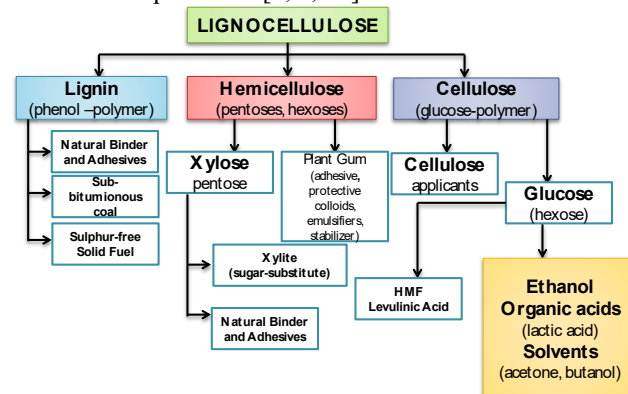 LIGNOCELLULOSE
Lignin
(phenol –polymer)
Hemicellulose
(pentoses, hexoses)
Cellulose
(glucose-polymer)
Natural Binder
and Adhesives
Sub-
bitumionous
coal
Sulphur-free
Solid Fuel
Xylose
pentose
Plant Gum
(adhesive,
protective
colloids,
emulsifiers,
stabilizer)
Cellulose
applicants
Glucose
(hexose)
Xylite
(sugar-substitute)
Natural Binder
and Adhesives
HMF
Levulinic Acid
Ethanol
Organic acids
(lactic acid)
Solvents
(acetone, butanol)